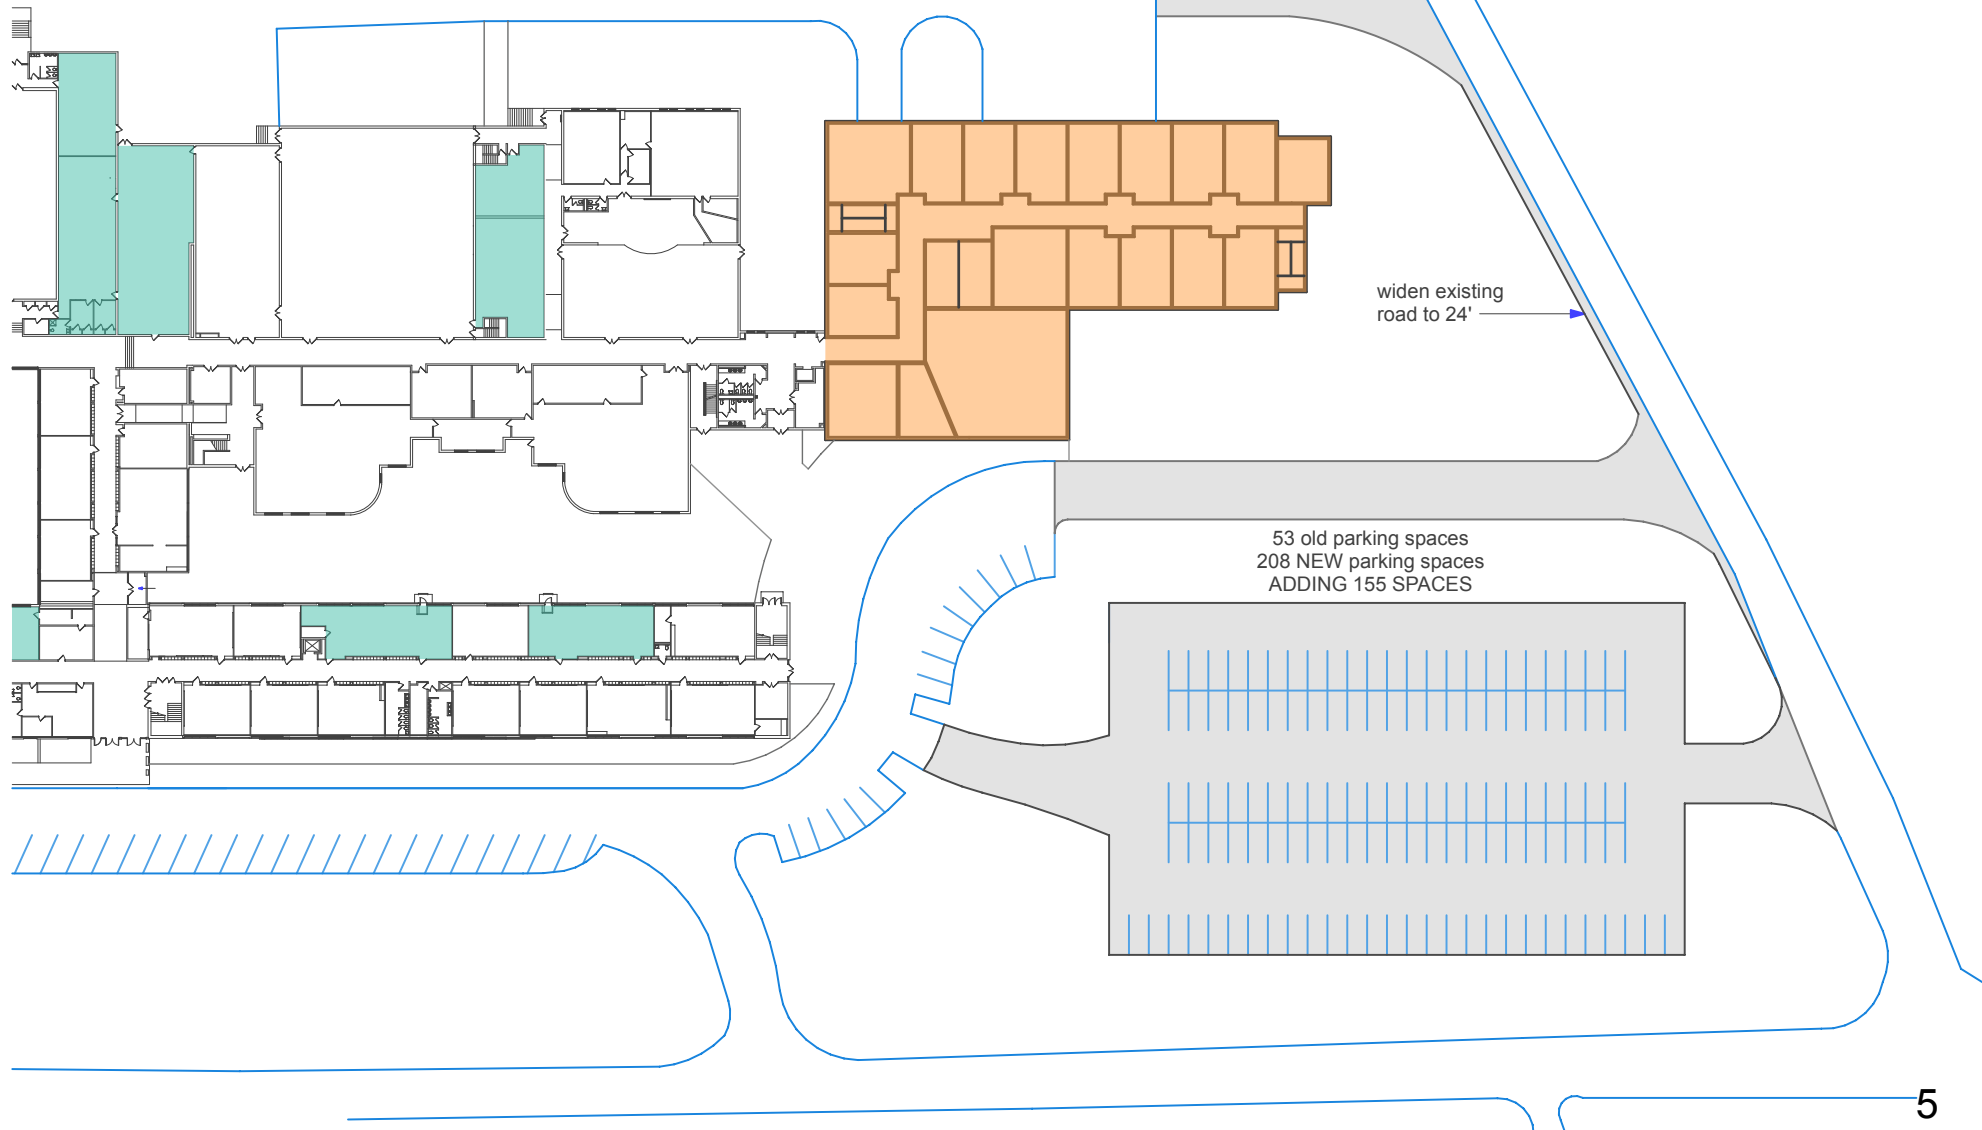 widen existing
road to 24'
53 old parking spaces
208 NEW parking spaces
ADDING 155 SPACES
5